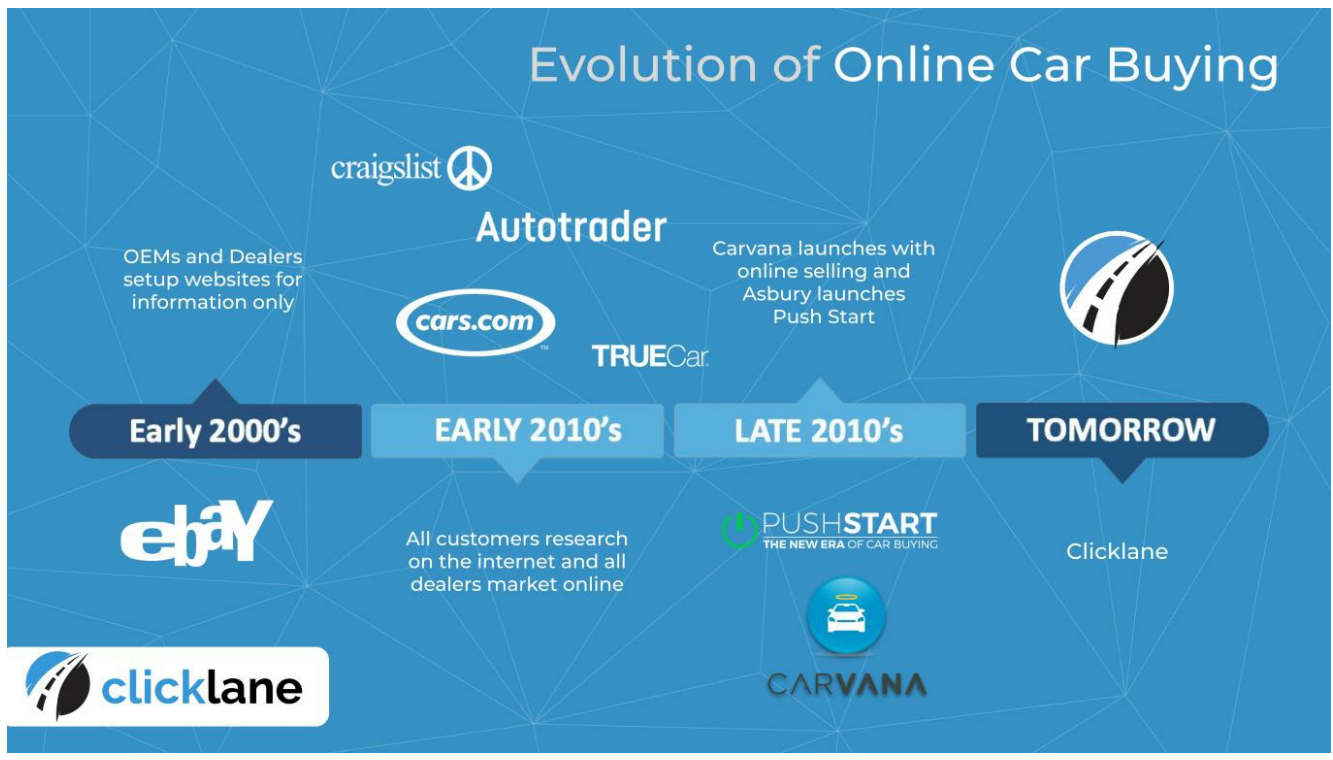 Evolution of Online Car Buying
craigslist
Autotrader
cars.com
TM
TRUECar
OEMs and Dealers
setup websites for
information only
Carvana launches with
online selling and
Asbury launches
Push Start
Early 2000's
EARLY 2010's
LATE 2010's
TOMORROW
ebaY
All customers research
on the internet and all
dealers market online
PUSHSTART
THE NEW ERA OF CAR BUYING
CARVANA
Clicklane
clicklane